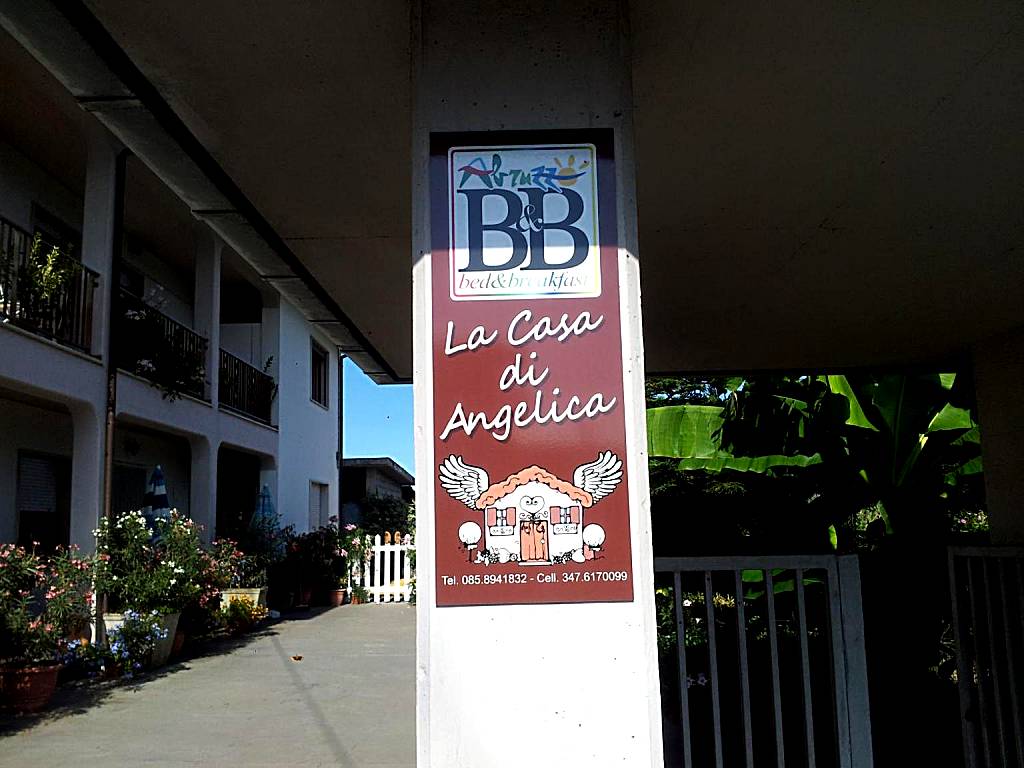 Abruzzo
B&B
bed&breakfast
La Casa
di
Angelica
Tel. 085.8941832 - Cell. 347.6170099